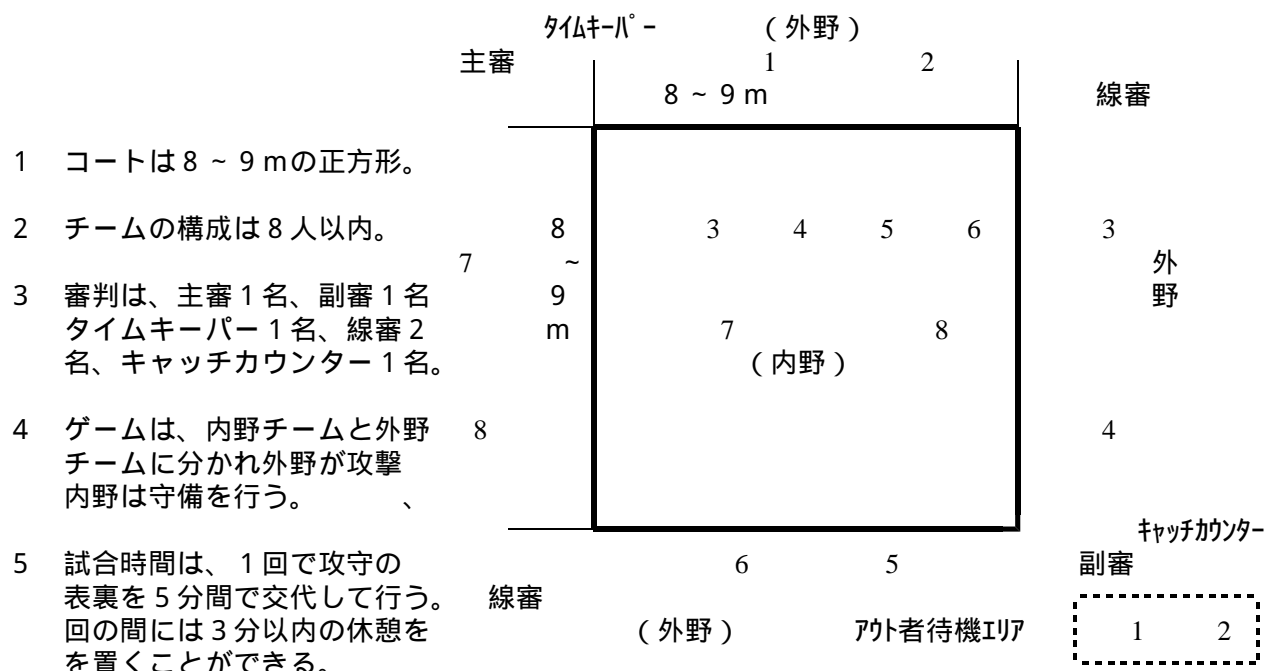 1 コートは８~９mの正方形。
2 チームの構成は８人以内。
3 審判は、主審１名、副審１名
タイムキーパー１名、線審２
名、キャッチカウンター１名。
4 ゲームは、内野チームと外野
チームに分かれ外野が攻撃
内野は守備を行う。 、
5 試合時間は、１回で攻守の
表裏を５分間で交代して行う。
回の間には３分以内の休憩を
を置くことができる。
ﾀｲﾑｷｰﾊﾟｰ (外野)
主審 1 2
８~９m 線審
8 3 4 5 6 3
7 ~ 外
9 野
m 7 8
(内野)
8 4
ｷｬｯﾁｶｳﾝﾀｰ
6 5 副審
線審
(外野) ｱｳﾄ者待機ｴﾘｱ 1 2